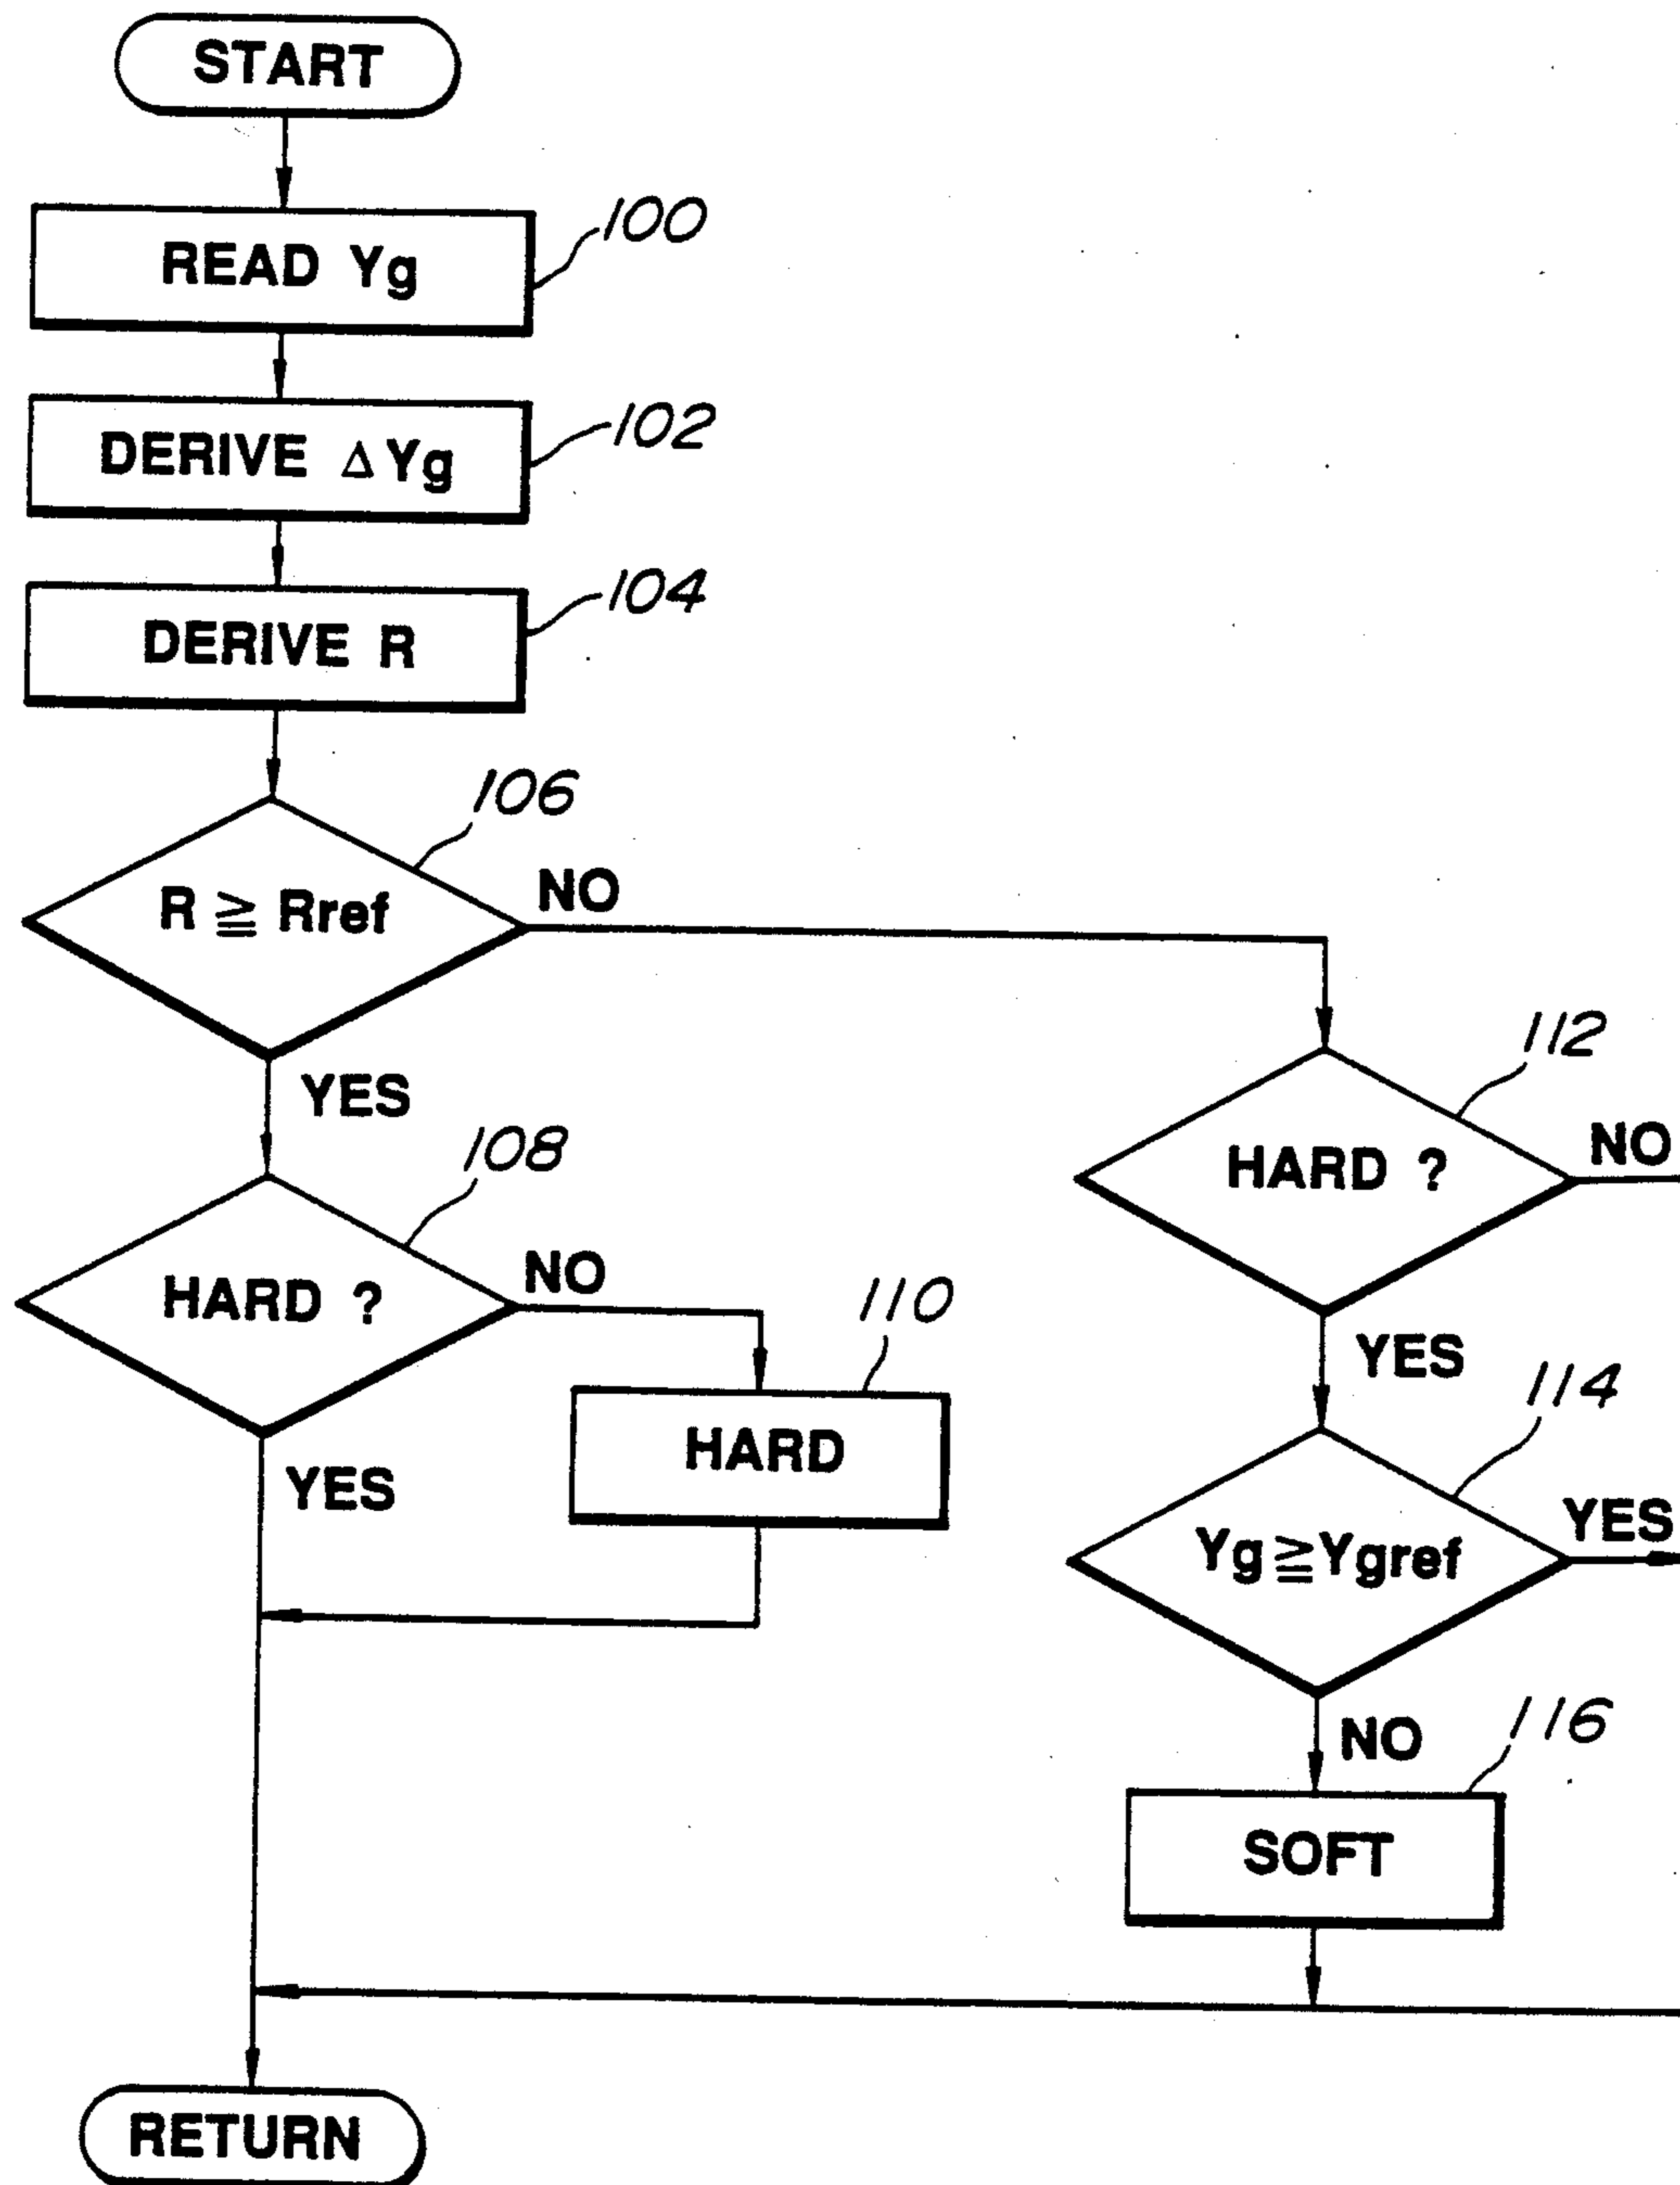 START
READ Yg
100
DERIVE ΔYg
102
DERIVE R
104
R ≧ Rref
106
NO
YES
HARD ?
108
NO
YES
HARD
110
HARD ?
112
NO
YES
Yg≧Ygref
114
YES
NO
SOFT
116
RETURN